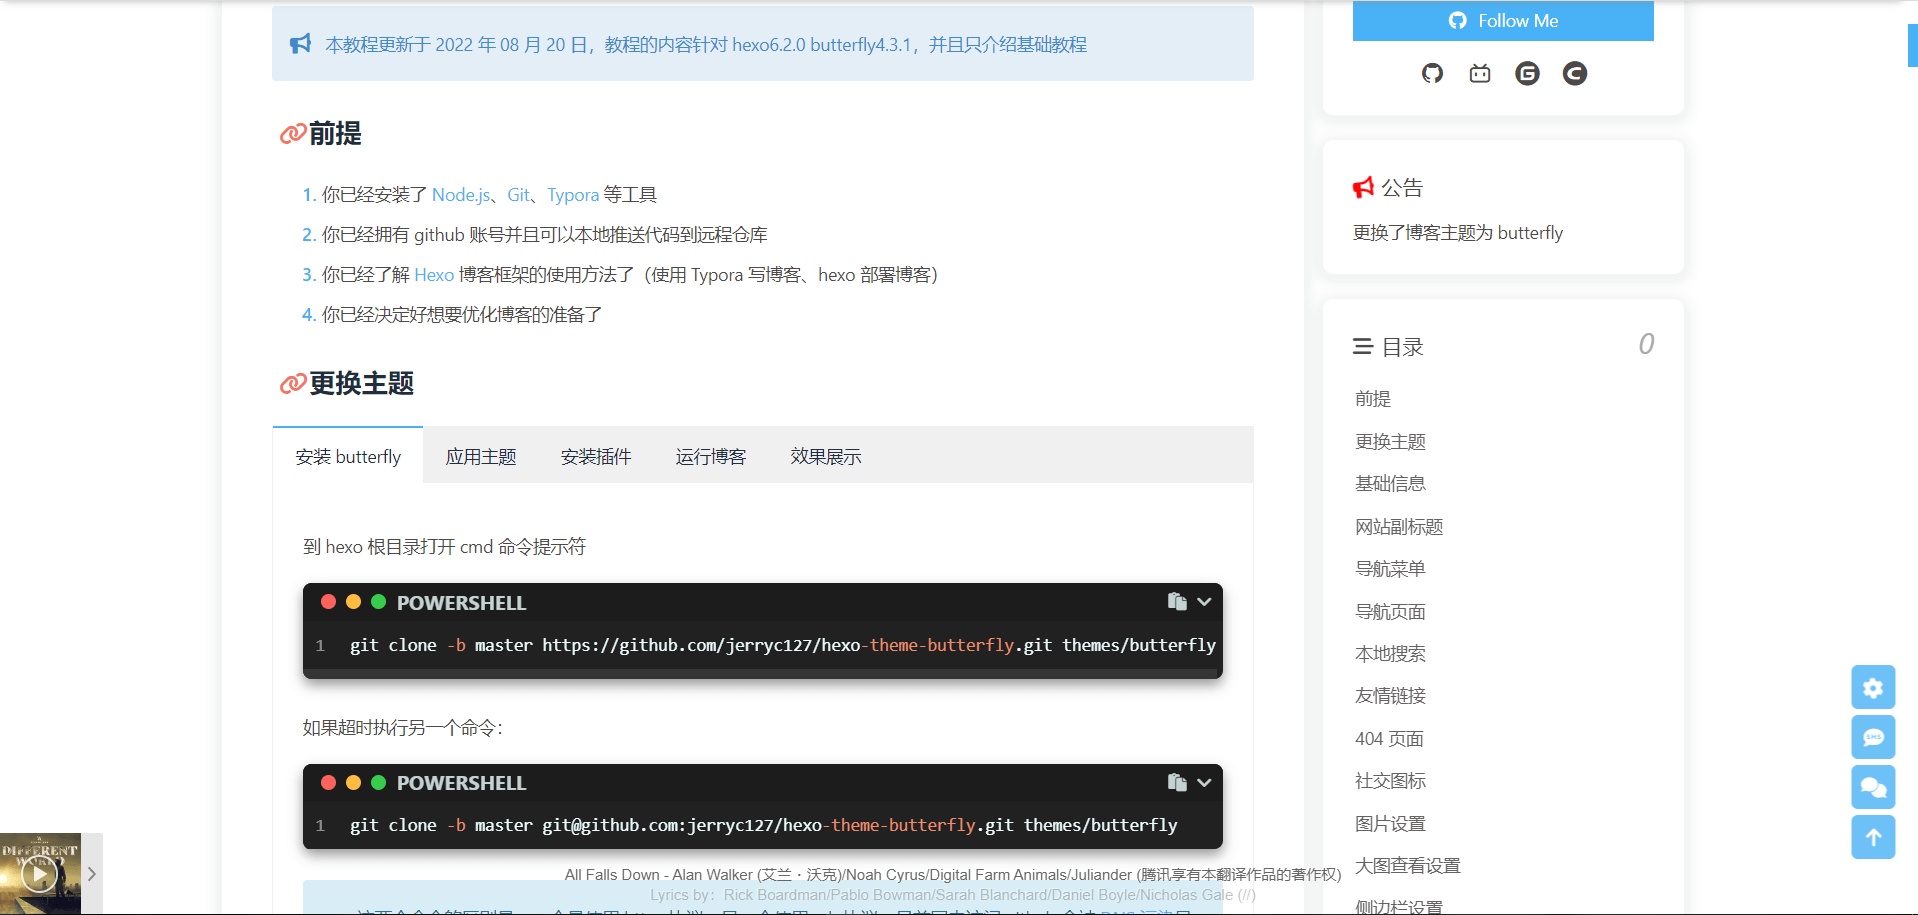 本教程更新于 2022 年 08 月 20 日，教程的内容针对 hexo6.2.0 butterfly4.3.1，并且只介绍基础教程
前提
1. 你已经安装了 Node.js、Git、Typora 等工具
2. 你已经拥有 github 账号并且可以本地推送代码到远程仓库
3. 你已经了解 Hexo 博客框架的使用方法了（使用 Typora 写博客、hexo 部署博客）
4. 你已经决定好想要优化博客的准备了
更换主题
安装 butterfly 应用主题 安装插件 运行博客 效果展示
到 hexo 根目录打开 cmd 命令提示符
POWERSHELL
1 git clone -b master https://github.com/jerryc127/hexo-theme-butterfly.git themes/butterfly
如果超时执行另一个命令：
POWERSHELL
1 git clone -b master git@github.com:jerryc127/hexo-theme-butterfly.git themes/butterfly
All Falls Down - Alan Walker (艾兰·沃克)/Noah Cyrus/Digital Farm Animals/Juliander (腾讯享有本翻译作品的著作权)
Lyrics by：Rick Boardman/Pablo Bowman/Sarah Blanchard/Daniel Boyle/Nicholas Gale (//)
DIFFERENT
WORLD
Follow Me
公告
更换了博客主题为 butterfly
目录 0
前提
更换主题
基础信息
网站副标题
导航菜单
导航页面
本地搜索
友情链接
404 页面
社交图标
图片设置
大图查看设置
侧边栏设置
SMS